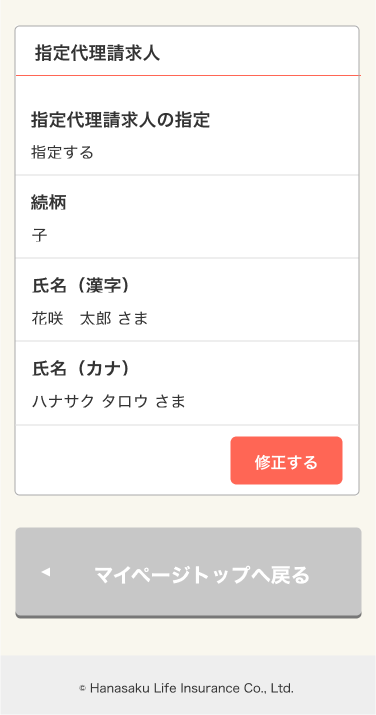 指定代理請求人
指定代理請求人の指定
指定する
続柄
子
氏名（漢字）
花咲　太郎 さま
氏名（カナ）
ハナサク タロウ さま
修正する
マイページトップへ戻る
© Hanasaku Life Insurance Co., Ltd.